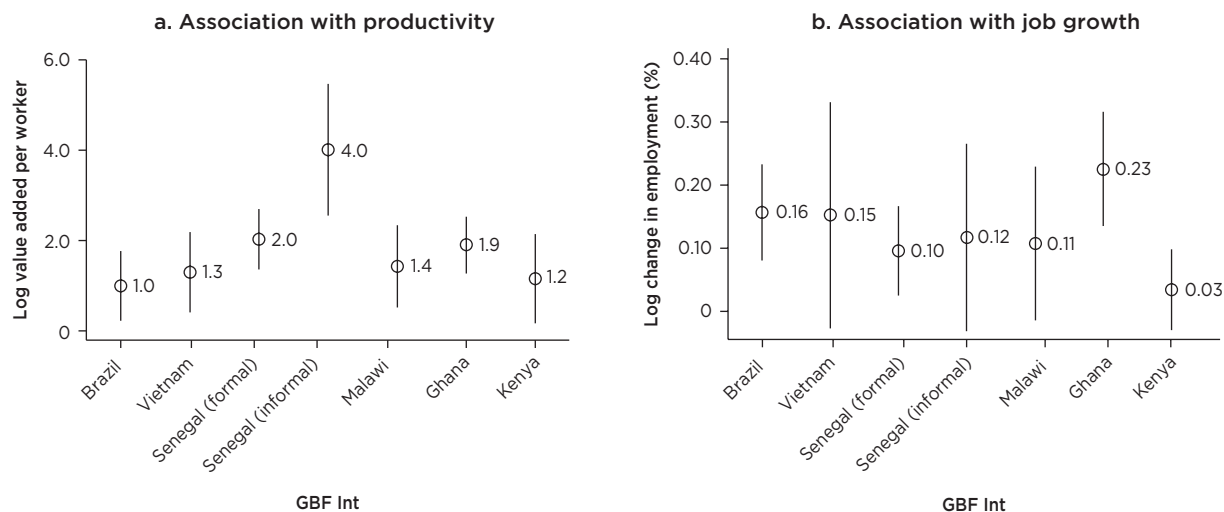 a. Association with productivity
Log value added per worker
6.0
4.0
2.0
0
1.0
1.3
2.0
4.0
1.4
1.9
1.2
Brazil
Vietnam
Senegal (formal)
Senegal (informal)
Malawi
Ghana
Kenya
GBF Int
b. Association with job growth
Log change in employment (%)
0.40
0.30
0.20
0.10
0
0.16
0.15
0.10
0.12
0.11
0.23
0.03
Brazil
Vietnam
Senegal (formal)
Senegal (informal)
Malawi
Ghana
Kenya
GBF Int